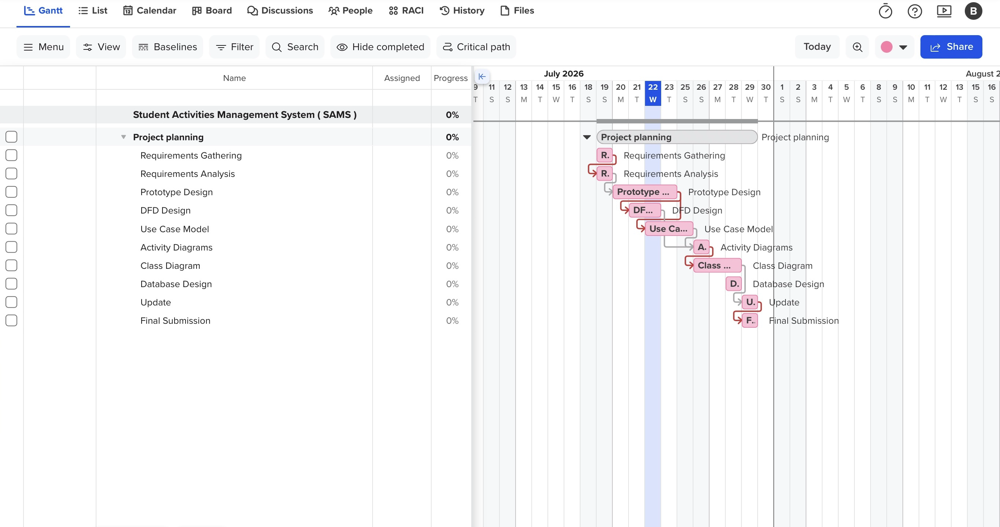 Gantt List Calendar Board Discussions People RACI History Files B
Menu View Baselines Filter Search Hide completed Critical path Today Share
Name Assigned Progress
July 2026 August 2
9 11 12 13 14 15 16 18 19 20 21 22 23 25 26 27 28 29 30 1 2 3 4 5 6 8 9 10 11 12 13 15 16
T S S M T W T S S M T W T S S M T W T S S M T W T S S M T W T S S
Student Activities Management System ( SAMS ) 0%
Project planning 0% Project planning Project planning
Requirements Gathering 0% R. Requirements Gathering
Requirements Analysis 0% R. Requirements Analysis
Prototype Design 0% Prototype ... Prototype Design
DFD Design 0% DF... DFD Design
Use Case Model 0% Use Ca... Use Case Model
Activity Diagrams 0% A. Activity Diagrams
Class Diagram 0% Class ... Class Diagram
Database Design 0% D. Database Design
Update 0% U. Update
Final Submission 0% F.. Final Submission